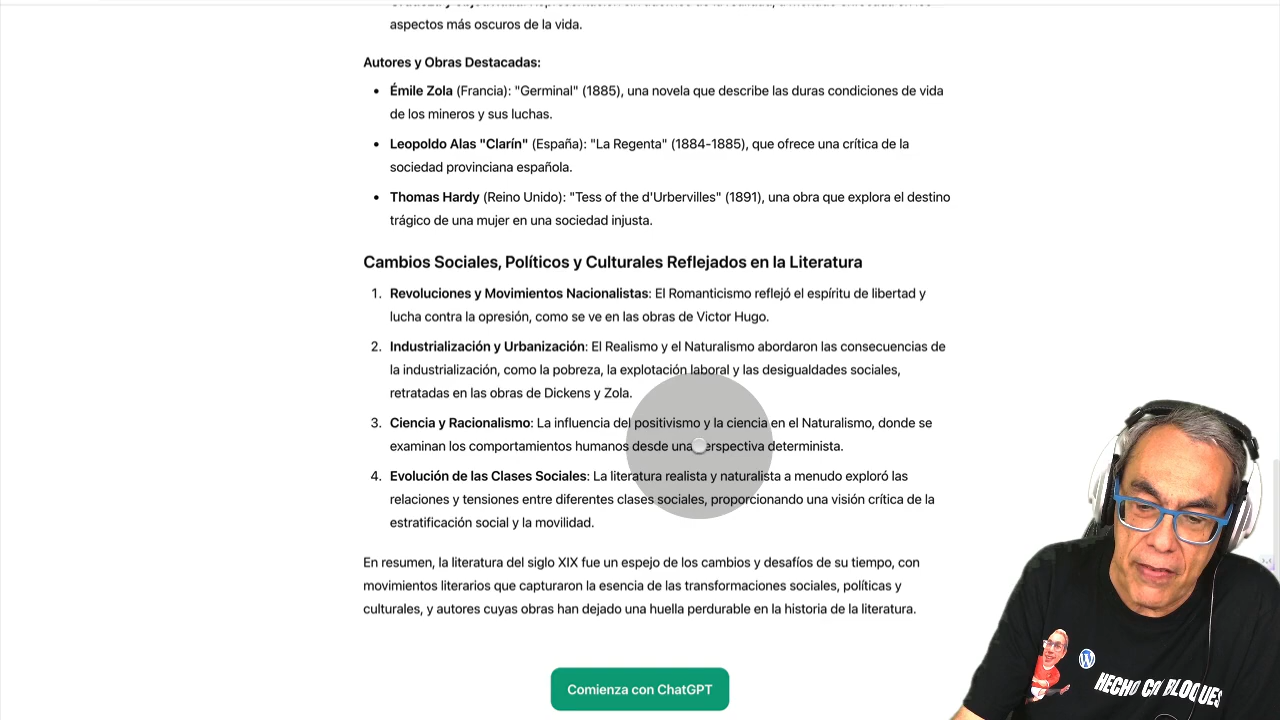 aspectos más oscuros de la vida.
Autores y Obras Destacadas:
• Émile Zola (Francia): "Germinal" (1885), una novela que describe las duras condiciones de vida
de los mineros y sus luchas.
• Leopoldo Alas "Clarín" (España): "La Regenta" (1884-1885), que ofrece una crítica de la
sociedad provinciana española.
• Thomas Hardy (Reino Unido): "Tess of the d'Urbervilles" (1891), una obra que explora el destino
trágico de una mujer en una sociedad injusta.
Cambios Sociales, Políticos y Culturales Reflejados en la Literatura
1. Revoluciones y Movimientos Nacionalistas: El Romanticismo reflejó el espíritu de libertad y
lucha contra la opresión, como se ve en las obras de Victor Hugo.
2. Industrialización y Urbanización: El Realismo y el Naturalismo abordaron las consecuencias de
la industrialización, como la pobreza, la explotación laboral y las desigualdades sociales,
retratadas en las obras de Dickens y Zola.
3. Ciencia y Racionalismo: La influencia del positivismo y la ciencia en el Naturalismo, donde se
examinan los comportamientos humanos desde una perspectiva determinista.
4. Evolución de las Clases Sociales: La literatura realista y naturalista a menudo exploró las
relaciones y tensiones entre diferentes clases sociales, proporcionando una visión crítica de la
estratificación social y la movilidad.
En resumen, la literatura del siglo XIX fue un espejo de los cambios y desafíos de su tiempo, con
movimientos literarios que capturaron la esencia de las transformaciones sociales, políticas y
culturales, y autores cuyas obras han dejado una huella perdurable en la historia de la literatura.
Comienza con ChatGPT
HECHO CON BLOQUES